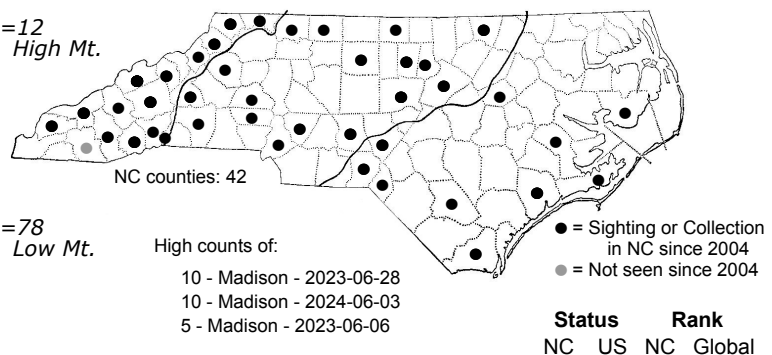 =12
High Mt.
NC counties: 42
=78
Low Mt.
High counts of:
10 - Madison - 2023-06-28
10 - Madison - 2024-06-03
5 - Madison - 2023-06-06
● = Sighting or Collection
in NC since 2004
● = Not seen since 2004
Status Rank
NC US NC Global